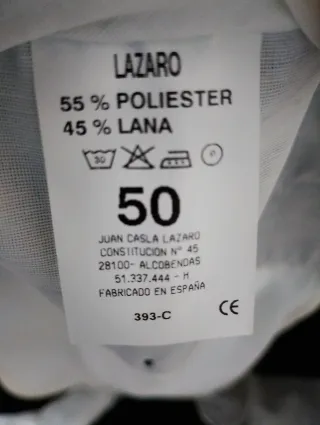 LAZARO
55 % POLIESTER
45 % LANA
30
50
JUAN CASLA LAZARO
CONSTITUCION Nº 45
28100- ALCOBENDAS
51.337.444 - H
FABRICADO EN ESPAÑA
393-C CE